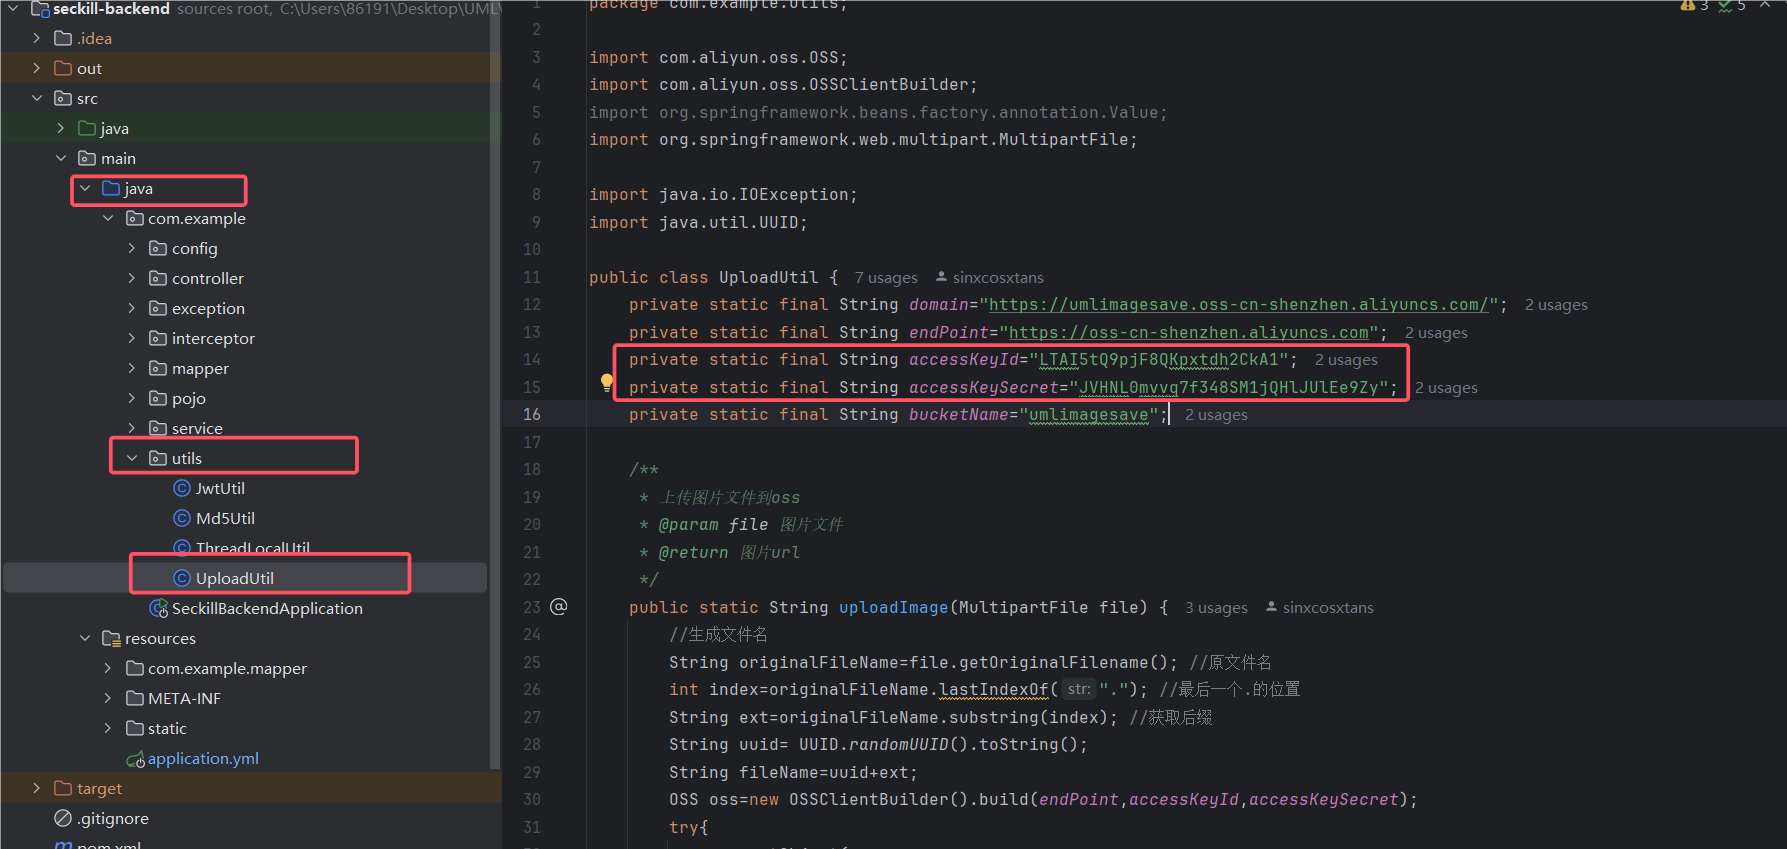 seckill-backend sources root, C:\Users\86191\Desktop\UML\
.idea
out
src
java
main
java
com.example
config
controller
exception
interceptor
mapper
pojo
service
utils
JwtUtil
Md5Util
ThreadLocalUtil
UploadUtil
SeckillBackendApplication
resources
com.example.mapper
META-INF
static
application.yml
target
.gitignore
pom.xml
3 5
1 package com.example.utils;
2
3 import com.aliyun.oss.OSS;
4 import com.aliyun.oss.OSSClientBuilder;
5 import org.springframework.beans.factory.annotation.Value;
6 import org.springframework.web.multipart.MultipartFile;
7
8 import java.io.IOException;
9 import java.util.UUID;
10
11 public class UploadUtil { 7 usages sinxcosxtans
12 private static final String domain="https://umlimagesave.oss-cn-shenzhen.aliyuncs.com/"; 2 usages
13 private static final String endPoint="https://oss-cn-shenzhen.aliyuncs.com"; 2 usages
14 private static final String accessKeyId="LTAI5tQ9pjF8QKpxtdh2CkA1"; 2 usages
15 private static final String accessKeySecret="JVHNL0mvvq7f348SM1jQHlJUlEe9Zy"; 2 usages
16 private static final String bucketName="umlimagesave"; 2 usages
17
18 /**
19 * 上传图片文件到oss
20 * @param file 图片文件
21 * @return 图片url
22 */
23 @ public static String uploadImage(MultipartFile file) { 3 usages sinxcosxtans
24 //生成文件名
25 String originalFileName=file.getOriginalFilename(); //原文件名
26 int index=originalFileName.lastIndexOf( str: "."); //最后一个.的位置
27 String ext=originalFileName.substring(index); //获取后缀
28 String uuid= UUID.randomUUID().toString();
29 String fileName=uuid+ext;
30 OSS oss=new OSSClientBuilder().build(endPoint,accessKeyId,accessKeySecret);
31 try{